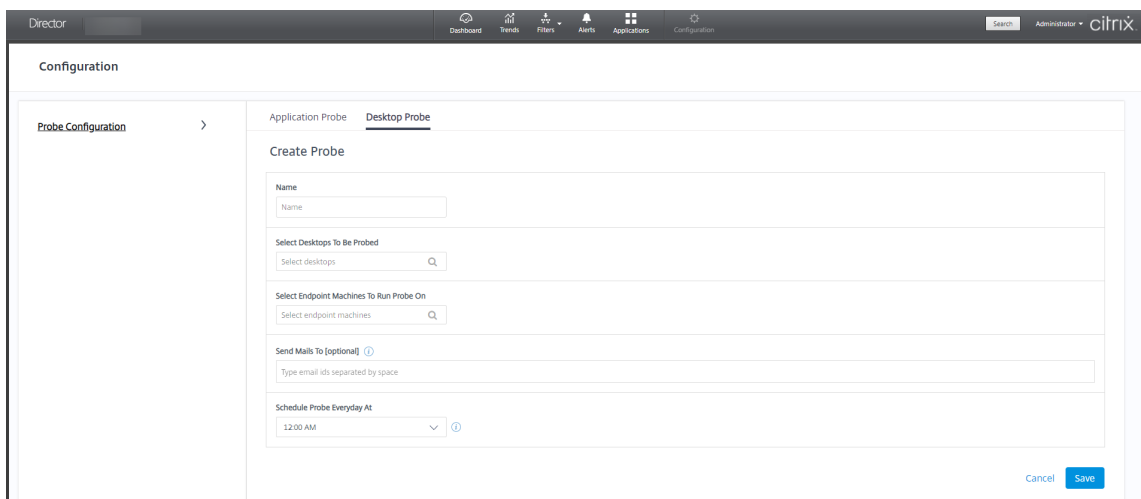 Director
Dashboard
Trends
Filters
Alerts
Applications
Configuration
Search
Administrator
citrix
Configuration
Probe Configuration
Application Probe
Desktop Probe
Create Probe
Name
Name
Select Desktops To Be Probed
Select desktops
Select Endpoint Machines To Run Probe On
Select endpoint machines
Send Mails To [optional]
Type email ids separated by space
Schedule Probe Everyday At
12:00 AM
Cancel
Save